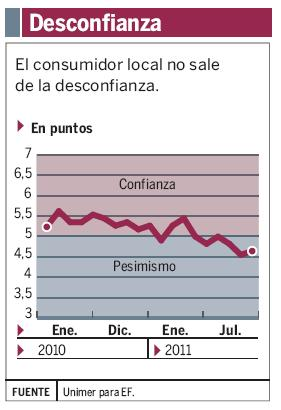 Desconfianza
El consumidor local no sale
de la desconfianza.
En puntos
7
6,5
6
5,5
5
4,5
4
3,5
3
Confianza
Pesimismo
Ene. Dic. Ene. Jul.
2010 2011
FUENTE Unimer para EF.